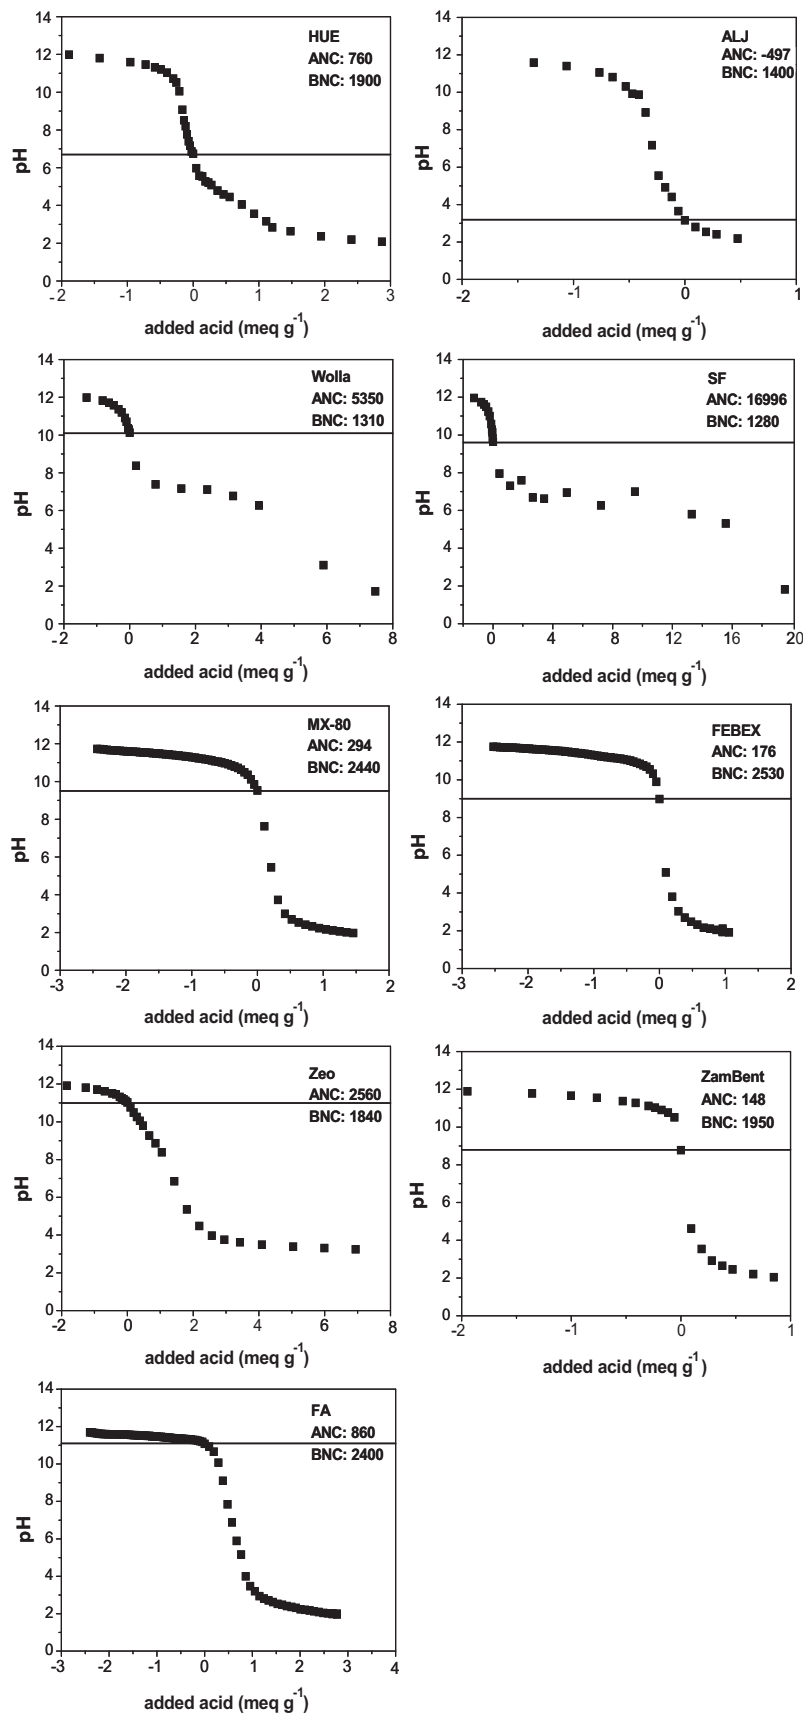 HUE
ANC: 760
BNC: 1900
14
12
10
8
6
4
2
0
pH
-2 -1 0 1 2 3
added acid (meq g-1)
ALJ
ANC: -497
BNC: 1400
14
12
10
8
6
4
2
0
pH
-2 -1 0 1
added acid (meq g-1)
Wolla
ANC: 5350
BNC: 1310
14
12
10
8
6
4
2
0
pH
-2 0 2 4 6 8
added acid (meq g-1)
SF
ANC: 16996
BNC: 1280
14
12
10
8
6
4
2
0
pH
0 4 8 12 16 20
added acid (meq g-1)
MX-80
ANC: 294
BNC: 2440
14
12
10
8
6
4
2
0
pH
-3 -2 -1 0 1 2
added acid (meq g-1)
FEBEX
ANC: 176
BNC: 2530
14
12
10
8
6
4
2
0
pH
-3 -2 -1 0 1 2
added acid (meq g-1)
Zeo
ANC: 2560
BNC: 1840
14
12
10
8
6
4
2
0
pH
-2 0 2 4 6 8
added acid (meq g-1)
ZamBent
ANC: 148
BNC: 1950
14
12
10
8
6
4
2
0
pH
-2 -1 0 1
added acid (meq g-1)
FA
ANC: 860
BNC: 2400
14
12
10
8
6
4
2
0
pH
-3 -2 -1 0 1 2 3 4
added acid (meq g-1)